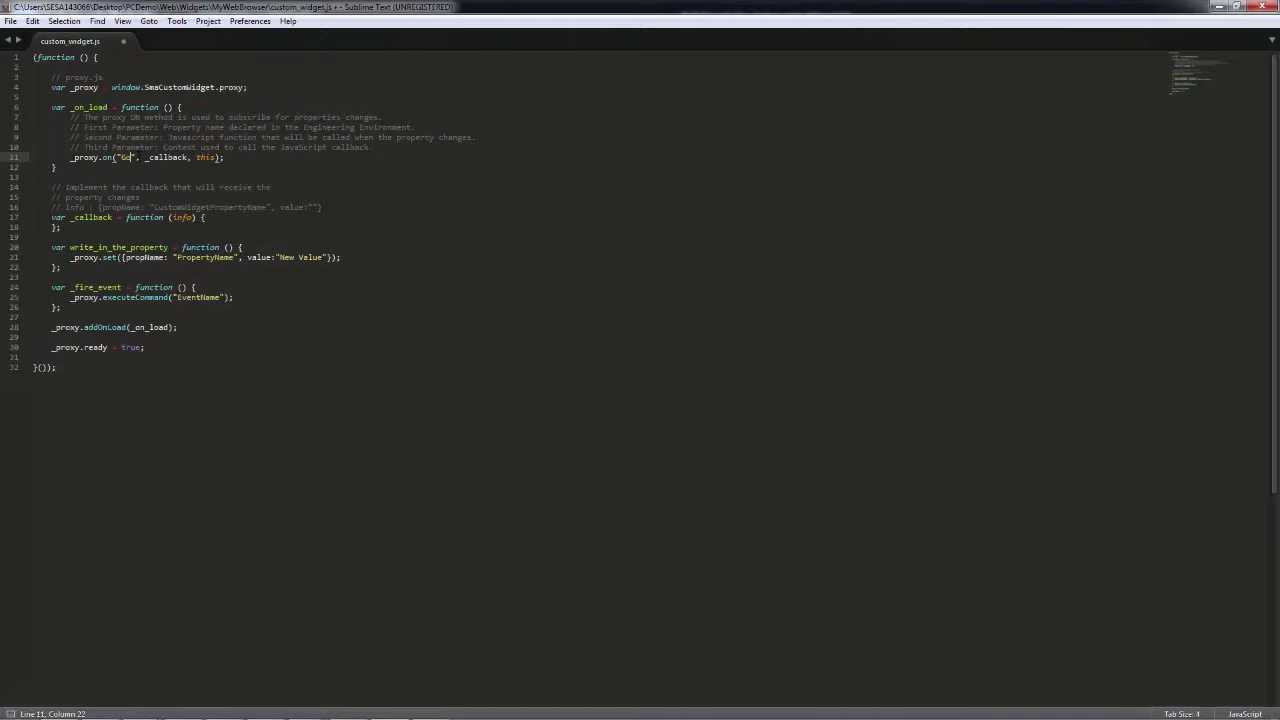 C:\Users\SESA143066\Desktop\PCDemo\Web\Widgets\MyWebBrowser\custom_widget.js • - Sublime Text (UNREGISTERED)
File Edit Selection Find View Goto Tools Project Preferences Help
custom_widget.js
1 (function () {
2
3 // proxy.js
4 var _proxy = window.SmaCustomWidget.proxy;
5
6 var _on_load = function () {
7 // The proxy ON method is used to subscribe for properties changes.
8 // First Parameter: Property name declared in the Engineering Environment.
9 // Second Parameter: Javascript function that will be called when the property changes.
10 // Third Parameter: Context used to call the JavaScript callback.
11 _proxy.on("Go", _callback, this);
12 }
13
14 // Implement the callback that will receive the
15 // property changes
16 // Info : {propName: "CustomWidgetPropertyName", value:""}
17 var _callback = function (info) {
18 };
19
20 var write_in_the_property = function () {
21 _proxy.set({propName: "PropertyName", value:"New Value"});
22 };
23
24 var _fire_event = function () {
25 _proxy.executeCommand("EventName");
26 };
27
28 _proxy.addOnLoad(_on_load);
29
30 _proxy.ready = true;
31
32 }());
Line 11, Column 22
Tab Size: 4
JavaScript